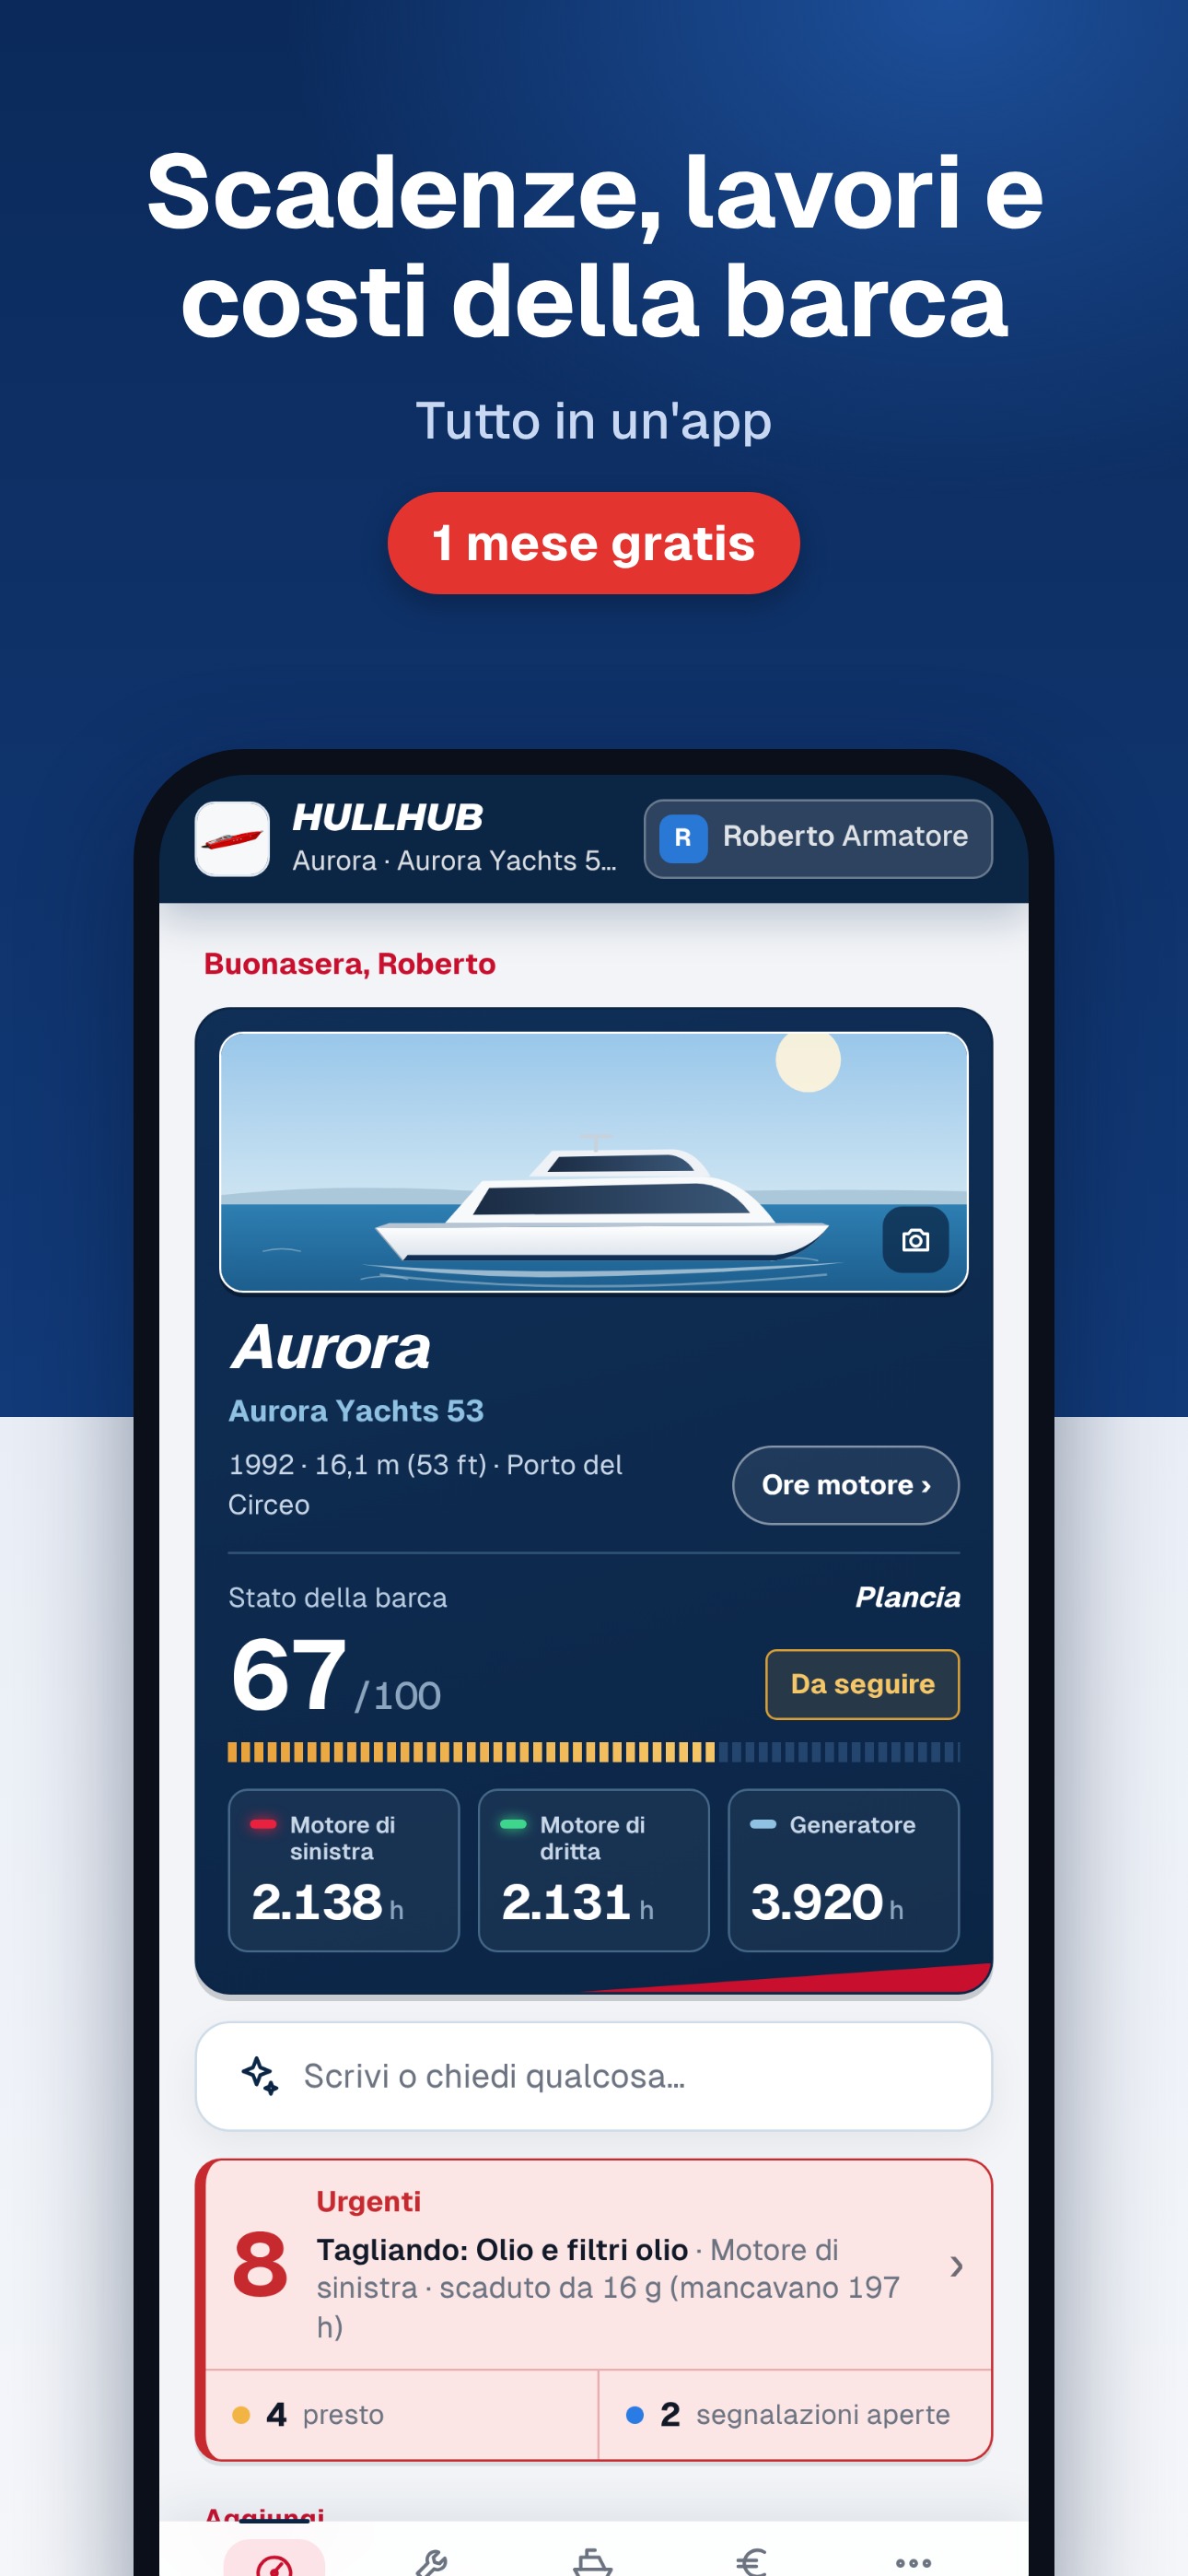 Scadenze, lavori e
costi della barca
Tutto in un'app
1 mese gratis
HULLHUB
Aurora · Aurora Yachts 5...
R Roberto Armatore
Buonasera, Roberto
Aurora
Aurora Yachts 53
1992 · 16,1 m (53 ft) · Porto del
Circeo
Ore motore ›
Stato della barca
Plancia
67 /100
Da seguire
Motore di
sinistra
2.138 h
Motore di
dritta
2.131 h
Generatore
3.920 h
Scrivi o chiedi qualcosa...
8
Urgenti
Tagliando: Olio e filtri olio · Motore di
sinistra · scaduto da 16 g (mancavano 197
h)
4 presto
2 segnalazioni aperte
Aggiungi